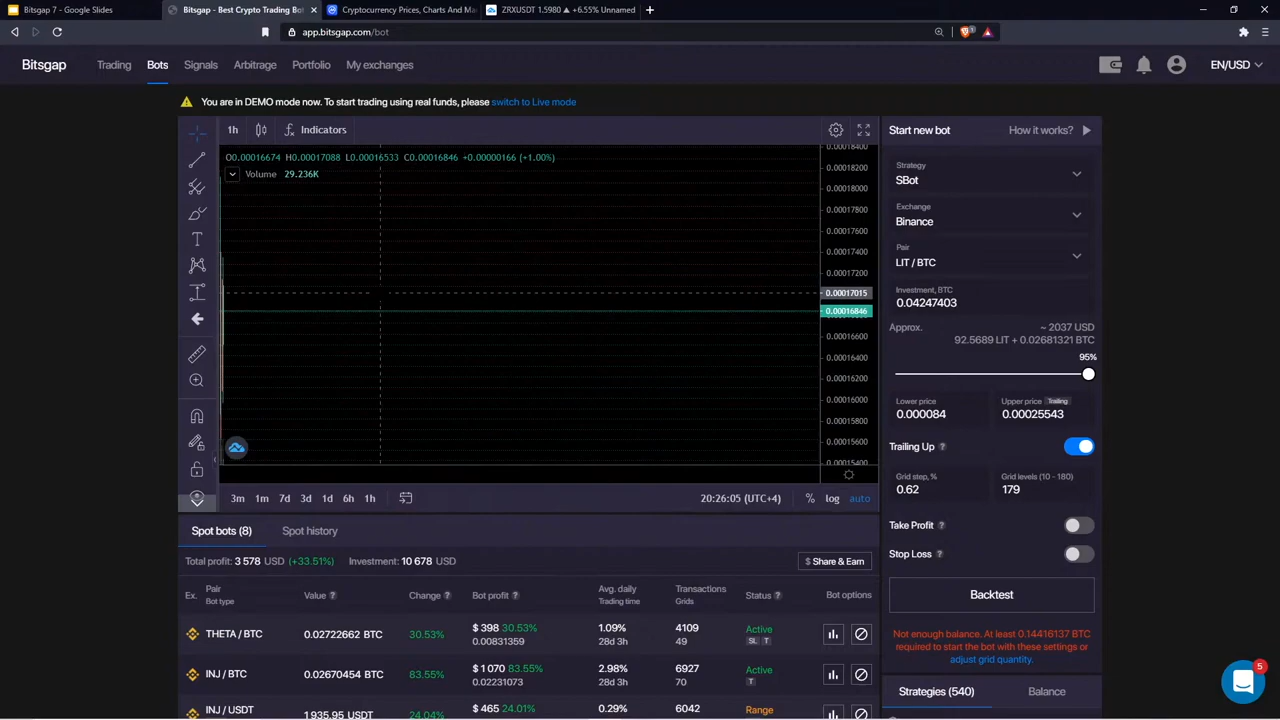 Bitsgap 7 - Google Slides
Bitsgap - Best Crypto Trading Bot
Cryptocurrency Prices, Charts And Ma
ZRXUSDT 1.5980 ▲ +6.55% Unnamed
app.bitsgap.com/bot
1
Bitsgap
Trading
Bots
Signals
Arbitrage
Portfolio
My exchanges
EN/USD
You are in DEMO mode now. To start trading using real funds, please switch to Live mode
1h
Indicators
O0.00016674 H0.00017088 L0.00016533 C0.00016846 +0.00000166 (+1.00%)
Volume 29.236K
0.00018400
0.00018200
0.00018000
0.00017800
0.00017600
0.00017400
0.00017200
0.00017015
0.00016846
0.00016600
0.00016400
0.00016200
0.00016000
0.00015800
0.00015600
0.00015400
3m 1m 7d 3d 1d 6h 1h
20:26:05 (UTC+4)
% log auto
Start new bot
How it works?
Strategy
SBot
Exchange
Binance
Pair
LIT / BTC
Investment, BTC
0.04247403
Approx.
~ 2037 USD
92.5689 LIT + 0.02681321 BTC
95%
Lower price
0.000084
Upper price Trailing
0.00025543
Trailing Up ?
Grid step, %
0.62
Grid levels (10 - 180)
179
Take Profit ?
Stop Loss ?
Backtest
Not enough balance. At least 0.14416137 BTC
required to start the bot with these settings or
adjust grid quantity.
Strategies (540)
Balance
Spot bots (8)
Spot history
Total profit: 3 578 USD (+33.51%) Investment: 10 678 USD
$ Share & Earn
Ex.
Pair
Bot type
Value ?
Change ?
Bot profit ?
Avg. daily
Trading time
Transactions
Grids
Status ?
Bot options
THETA / BTC
0.02722662 BTC
30.53%
$ 398 30.53%
0.00831359
1.09%
28d 3h
4109
49
Active
SL T
INJ / BTC
0.02670454 BTC
83.55%
$ 1 070 83.55%
0.02231073
2.98%
28d 3h
6927
70
Active
T
INJ / USDT
1 935.95 USDT
24.04%
$ 465 24.01%
0.29%
6042
Range
5